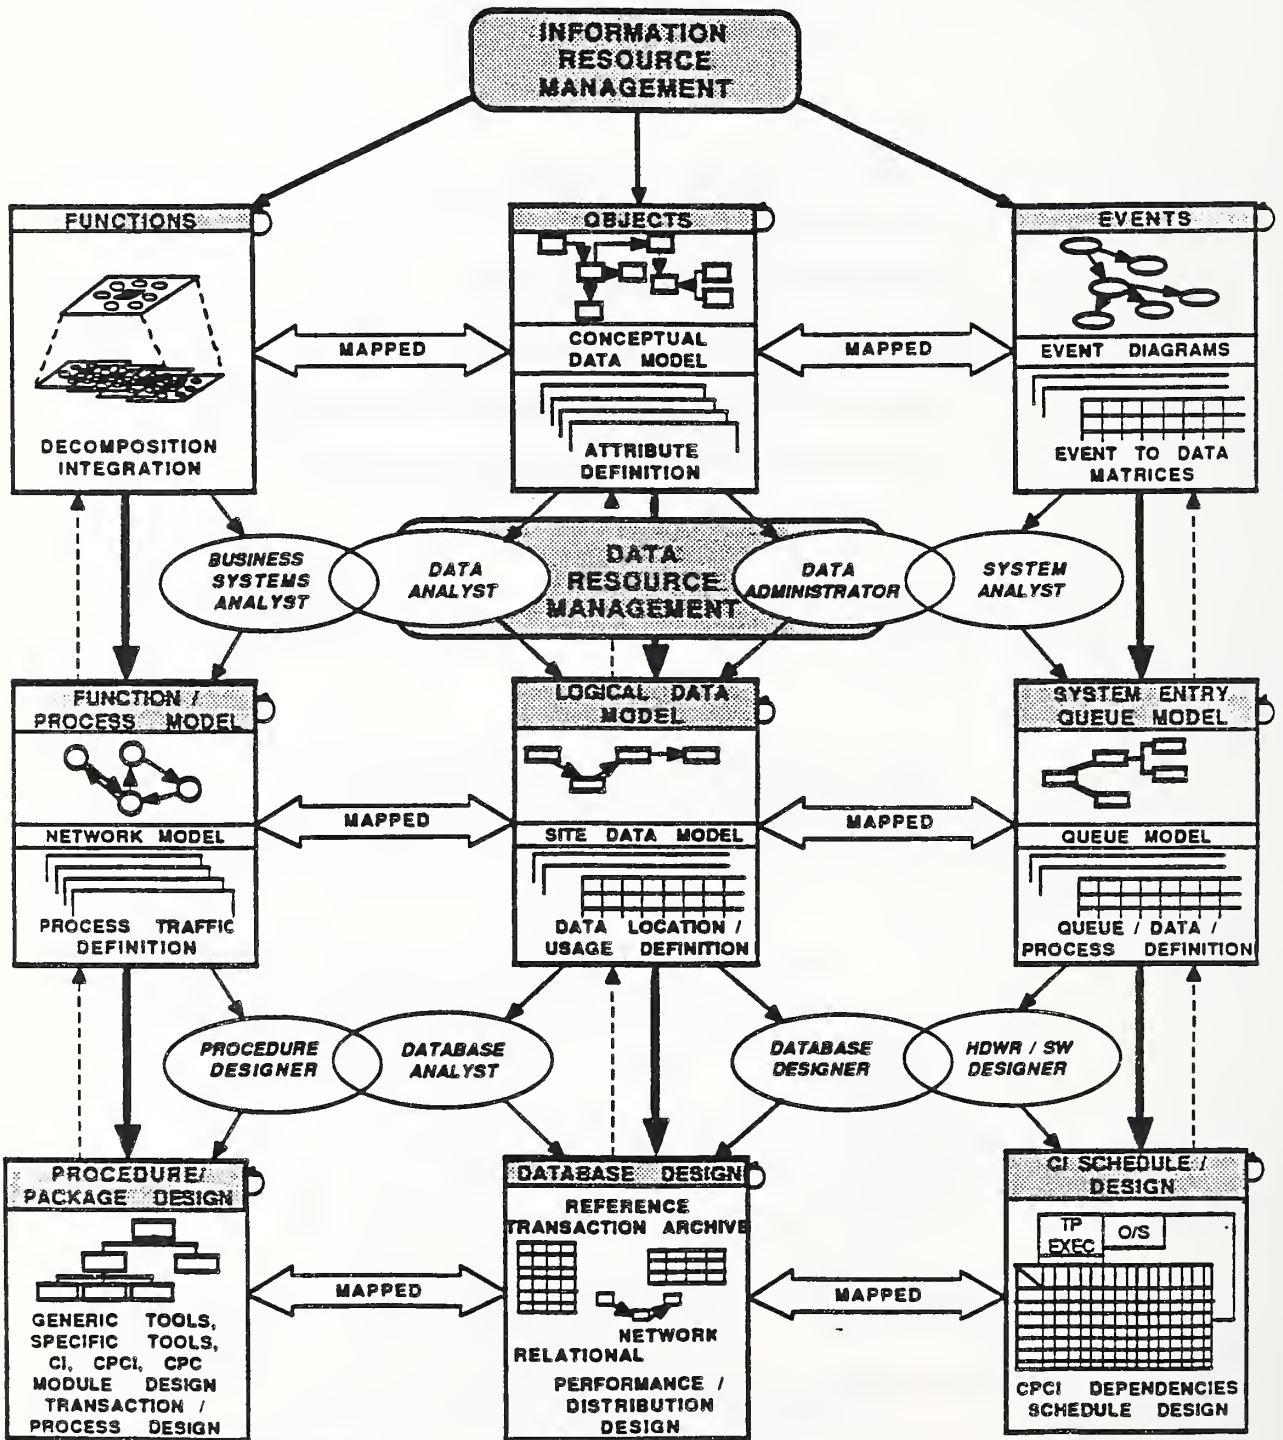 INFORMATION
RESOURCE
MANAGEMENT
FUNCTIONS
OBJECTS
EVENTS
MAPPED
CONCEPTUAL
DATA MODEL
MAPPED
EVENT DIAGRAMS
DECOMPOSITION
INTEGRATION
ATTRIBUTE
DEFINITION
EVENT TO DATA
MATRICES
BUSINESS
SYSTEMS
ANALYST
DATA
ANALYST
DATA
RESOURCE
MANAGEMENT
DATA
ADMINISTRATOR
SYSTEM
ANALYST
FUNCTION /
PROCESS MODEL
LOGICAL DATA
MODEL
SYSTEM ENTRY
QUEUE MODEL
NETWORK MODEL
MAPPED
SITE DATA MODEL
MAPPED
QUEUE MODEL
PROCESS TRAFFIC
DEFINITION
DATA LOCATION /
USAGE DEFINITION
QUEUE / DATA /
PROCESS DEFINITION
PROCEDURE
DESIGNER
DATABASE
ANALYST
DATABASE
DESIGNER
HDWR / SW
DESIGNER
PROCEDURE/
PACKAGE DESIGN
DATABASE DESIGN
CI SCHEDULE /
DESIGN
REFERENCE
TRANSACTION ARCHIVE
TP
EXEC
O/S
MAPPED
MAPPED
GENERIC TOOLS,
SPECIFIC TOOLS,
CI, CPCI, CPC
MODULE DESIGN
TRANSACTION /
PROCESS DESIGN
NETWORK
RELATIONAL
PERFORMANCE /
DISTRIBUTION
DESIGN
CPCI DEPENDENCIES
SCHEDULE DESIGN